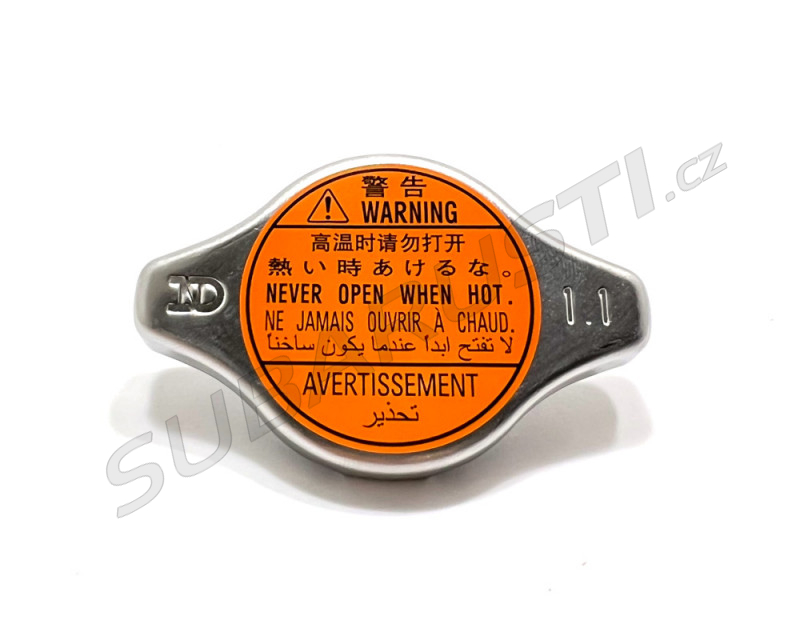 警告
WARNING
高温时请勿打开
熱い時あけるな。
NEVER OPEN WHEN HOT.
NE JAMAIS OUVRIR À CHAUD.
لا تفتح ابداً عندما يكون ساخناً
AVERTISSEMENT
تحذير
ND
1.1
SUBARUSTI.cz